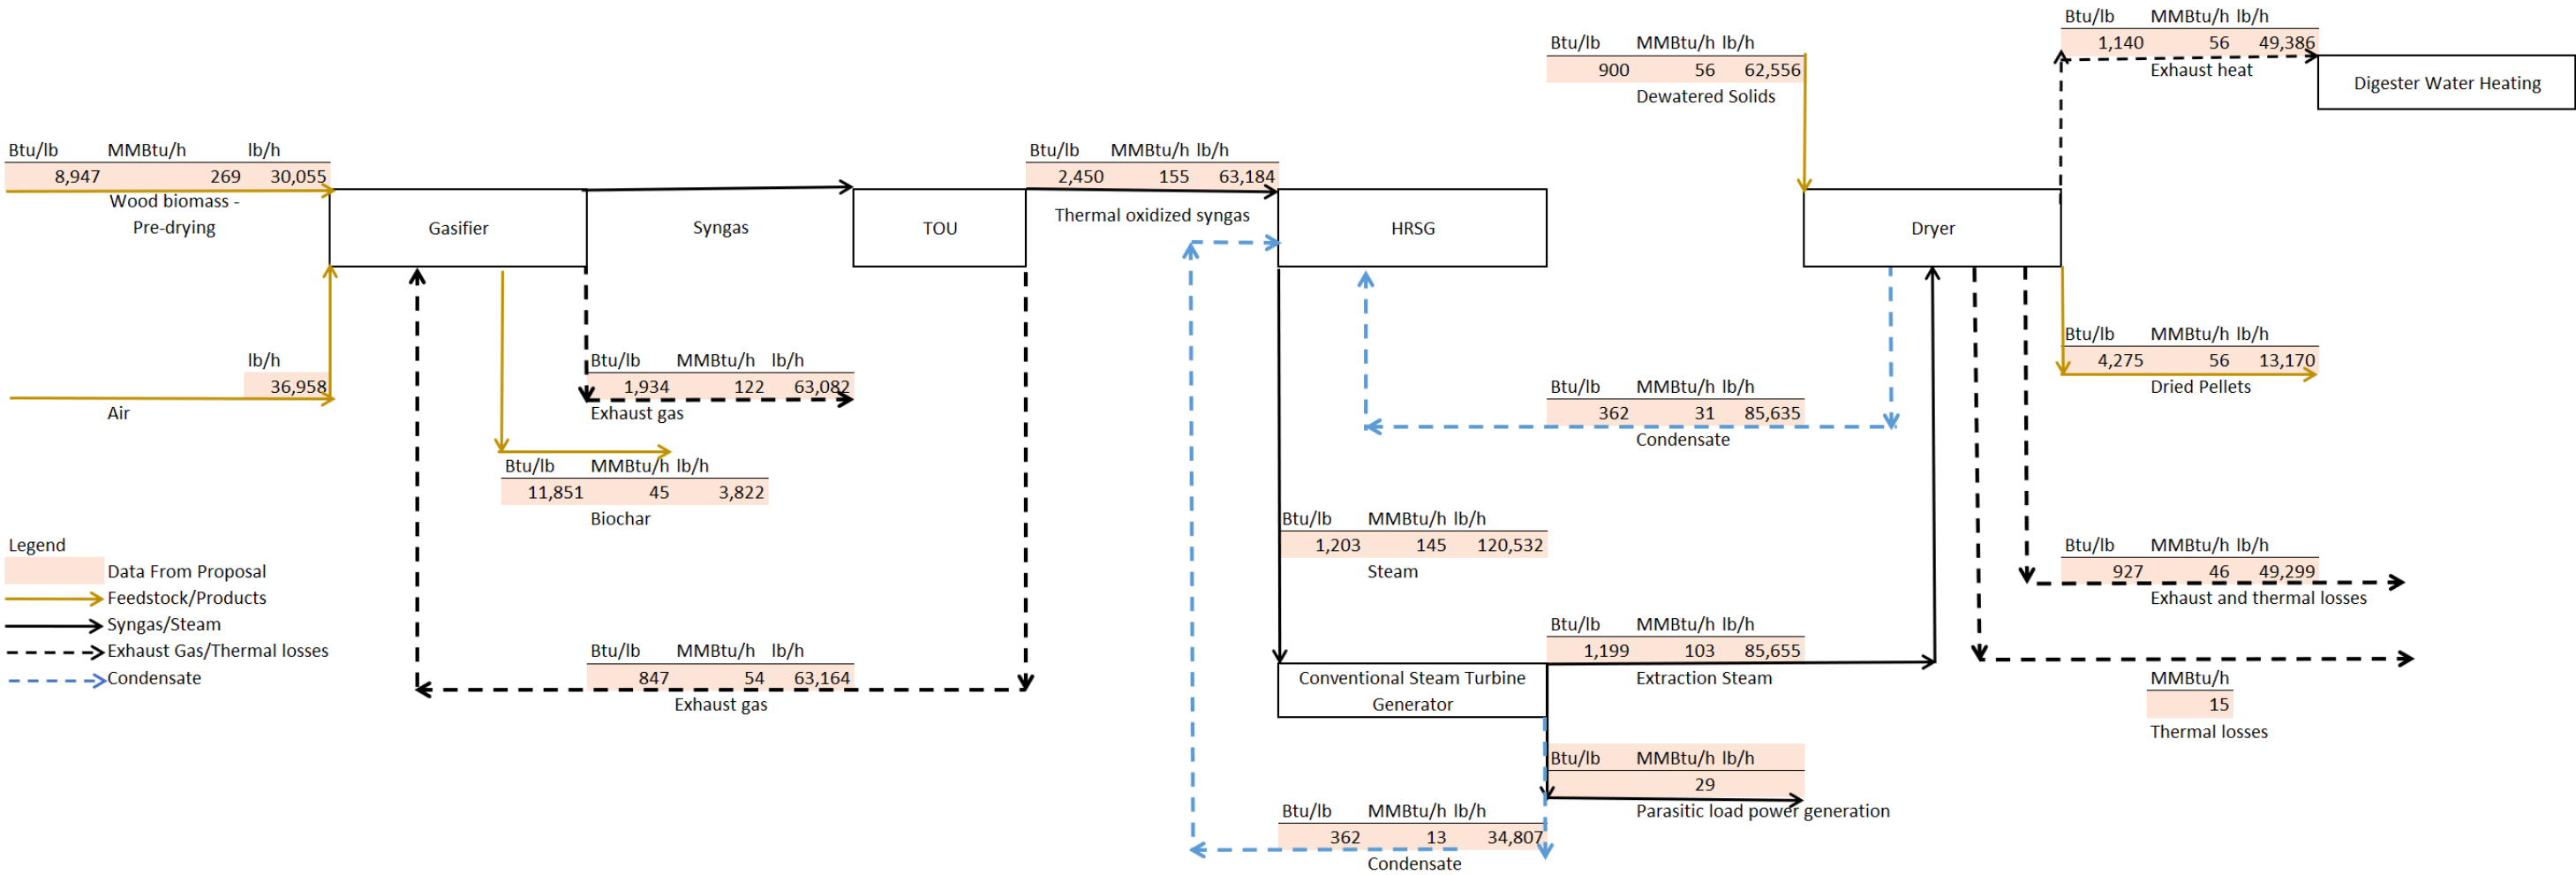 Btu/lb MMBtu/h lb/h
1,140 56 49,386
Exhaust heat
Digester Water Heating
Btu/lb MMBtu/h lb/h
900 56 62,556
Dewatered Solids
Btu/lb MMBtu/h lb/h
8,947 269 30,055
Wood biomass -
Pre-drying
Gasifier
Syngas
TOU
Btu/lb MMBtu/h lb/h
2,450 155 63,184
Thermal oxidized syngas
HRSG
Dryer
lb/h
36,958
Air
Btu/lb MMBtu/h lb/h
1,934 122 63,082
Exhaust gas
Btu/lb MMBtu/h lb/h
11,851 45 3,822
Biochar
Btu/lb MMBtu/h lb/h
362 31 85,635
Condensate
Btu/lb MMBtu/h lb/h
4,275 56 13,170
Dried Pellets
Btu/lb MMBtu/h lb/h
1,203 145 120,532
Steam
Btu/lb MMBtu/h lb/h
927 46 49,299
Exhaust and thermal losses
Legend
Data From Proposal
Feedstock/Products
Syngas/Steam
Exhaust Gas/Thermal losses
Condensate
Btu/lb MMBtu/h lb/h
847 54 63,164
Exhaust gas
Conventional Steam Turbine
Generator
Btu/lb MMBtu/h lb/h
1,199 103 85,655
Extraction Steam
MMBtu/h
15
Thermal losses
Btu/lb MMBtu/h lb/h
29
Parasitic load power generation
Btu/lb MMBtu/h lb/h
362 13 34,807
Condensate